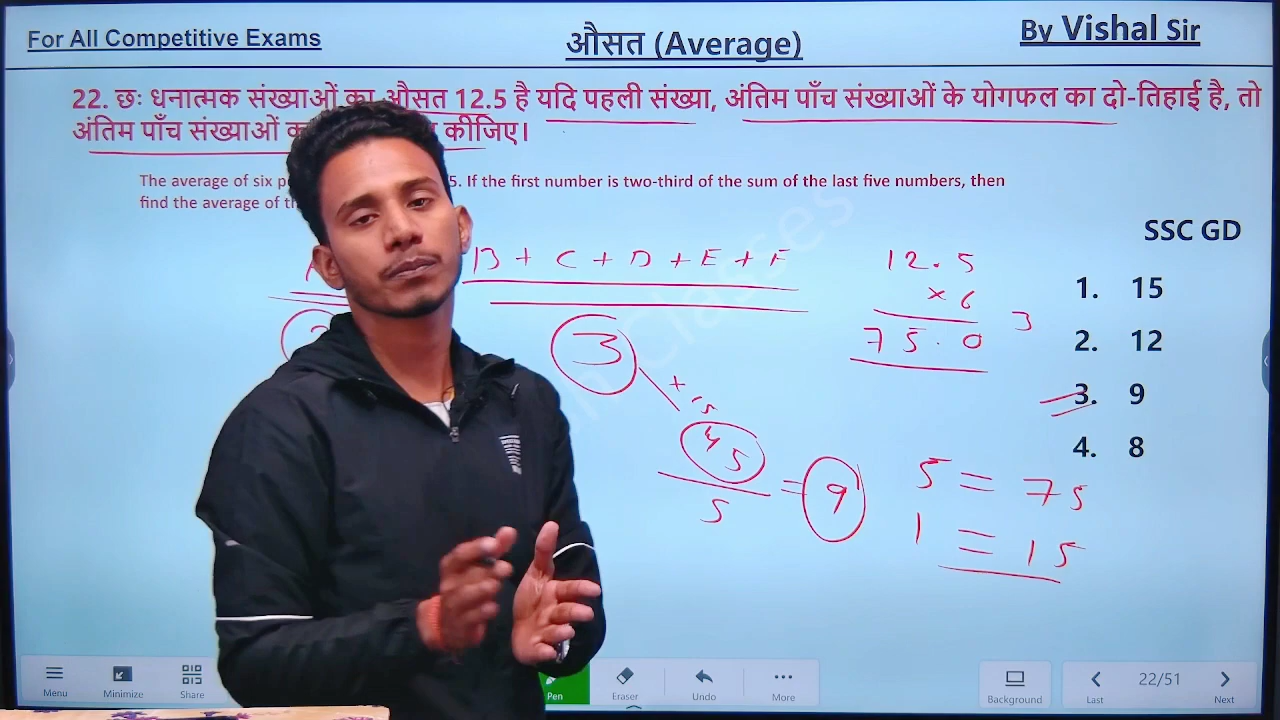 For All Competitive Exams
औसत (Average)
By Vishal Sir
22. छः धनात्मक संख्याओं का औसत 12.5 है यदि पहली संख्या, अंतिम पाँच संख्याओं के योगफल का दो-तिहाई है, तो
अंतिम पाँच संख्याओं कीजिए।
The average of six 5. If the first number is two-third of the sum of the last five numbers, then
find the average of
SSC GD
B + C + D + E + F
12.5
× 6
3
75.0
1. 15
2. 12
3. 9
4. 8
3
× 15
45
5
= 9
5 = 75
1 = 15
Classes
Menu
Minimize
Share
Pen
Eraser
Undo
More
Background
Last
22/51
Next